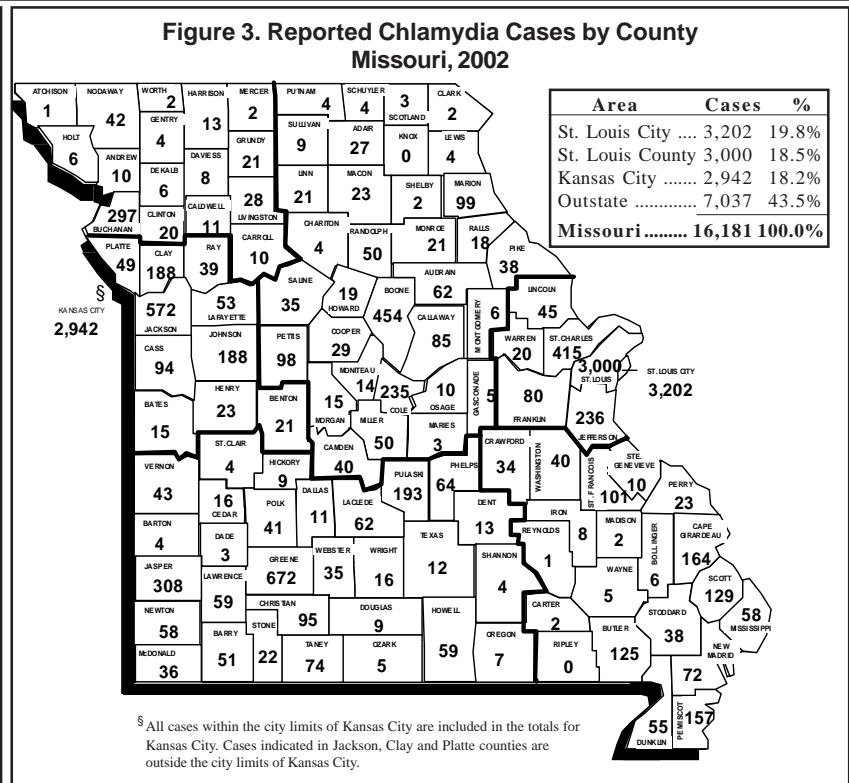 Figure 3. Reported Chlamydia Cases by County
Missouri, 2002
Area Cases %
St. Louis City .... 3,202 19.8%
St. Louis County 3,000 18.5%
Kansas City ....... 2,942 18.2%
Outstate ............. 7,037 43.5%
Missouri......... 16,181 100.0%
ATCHISON
1
NODAWAY
42
WORTH
2
HARRISON
13
MERCER
2
PUTNAM
4
SCHUYLER
4
3
SCOTLAND
CLARK
2
HOLT
6
GENTRY
4
GRUNDY
21
SULLIVAN
9
ADAIR
27
KNOX
0
LEWIS
4
ANDREW
10
DEKALB
6
DAVIESS
8
28
LIVINGSTON
LINN
21
MACON
23
SHELBY
2
MARION
99
297
BUCHANAN
CLINTON
20
CALDWELL
11
CARROLL
10
CHARITON
4
RANDOLPH
50
MONROE
21
RALLS
18
PIKE
38
PLATTE
49
CLAY
188
RAY
39
SALINE
35
19
HOWARD
BOONE
454
AUDRAIN
62
LINCOLN
45
§
KANSAS CITY
2,942
572
JACKSON
53
LAFAYETTE
COOPER
29
CALLAWAY
85
MONTGOMERY
6
WARREN
20
ST.CHARLES
415
CASS
94
JOHNSON
188
PETTIS
98
MONITEAU
14
235
COLE
10
OSAGE
GASCONADE
5
80
FRANKLIN
3,000
ST. LOUIS
ST. LOUIS CITY
3,202
BATES
15
HENRY
23
BENTON
21
15
MORGAN
MILLER
50
MARIES
3
236
JEFFERSON
VERNON
43
ST.CLAIR
4
HICKORY
9
CAMDEN
40
PULASKI
193
PHELPS
64
CRAWFORD
34
WASHINGTON
40
ST. FRANCOIS
101
STE.
GENEVIEVE
10
PERRY
23
BARTON
4
16
CEDAR
POLK
41
DALLAS
11
LACLEDE
62
DENT
13
IRON
8
MADISON
2
BOLLINGER
6
CAPE
GIRARDEAU
164
JASPER
308
DADE
3
GREENE
672
WEBSTER
35
WRIGHT
16
TEXAS
12
SHANNON
4
REYNOLDS
1
WAYNE
5
SCOTT
129
58
MISSISSIPPI
NEWTON
58
LAWRENCE
59
CHRISTIAN
95
DOUGLAS
9
HOWELL
59
CARTER
2
BUTLER
125
STODDARD
38
NEW
MADRID
72
McDONALD
36
BARRY
51
STONE
22
TANEY
74
OZARK
5
OREGON
7
RIPLEY
0
55
DUNKLIN
PEMISCOT
157
§ All cases within the city limits of Kansas City are included in the totals for
Kansas City. Cases indicated in Jackson, Clay and Platte counties are
outside the city limits of Kansas City.